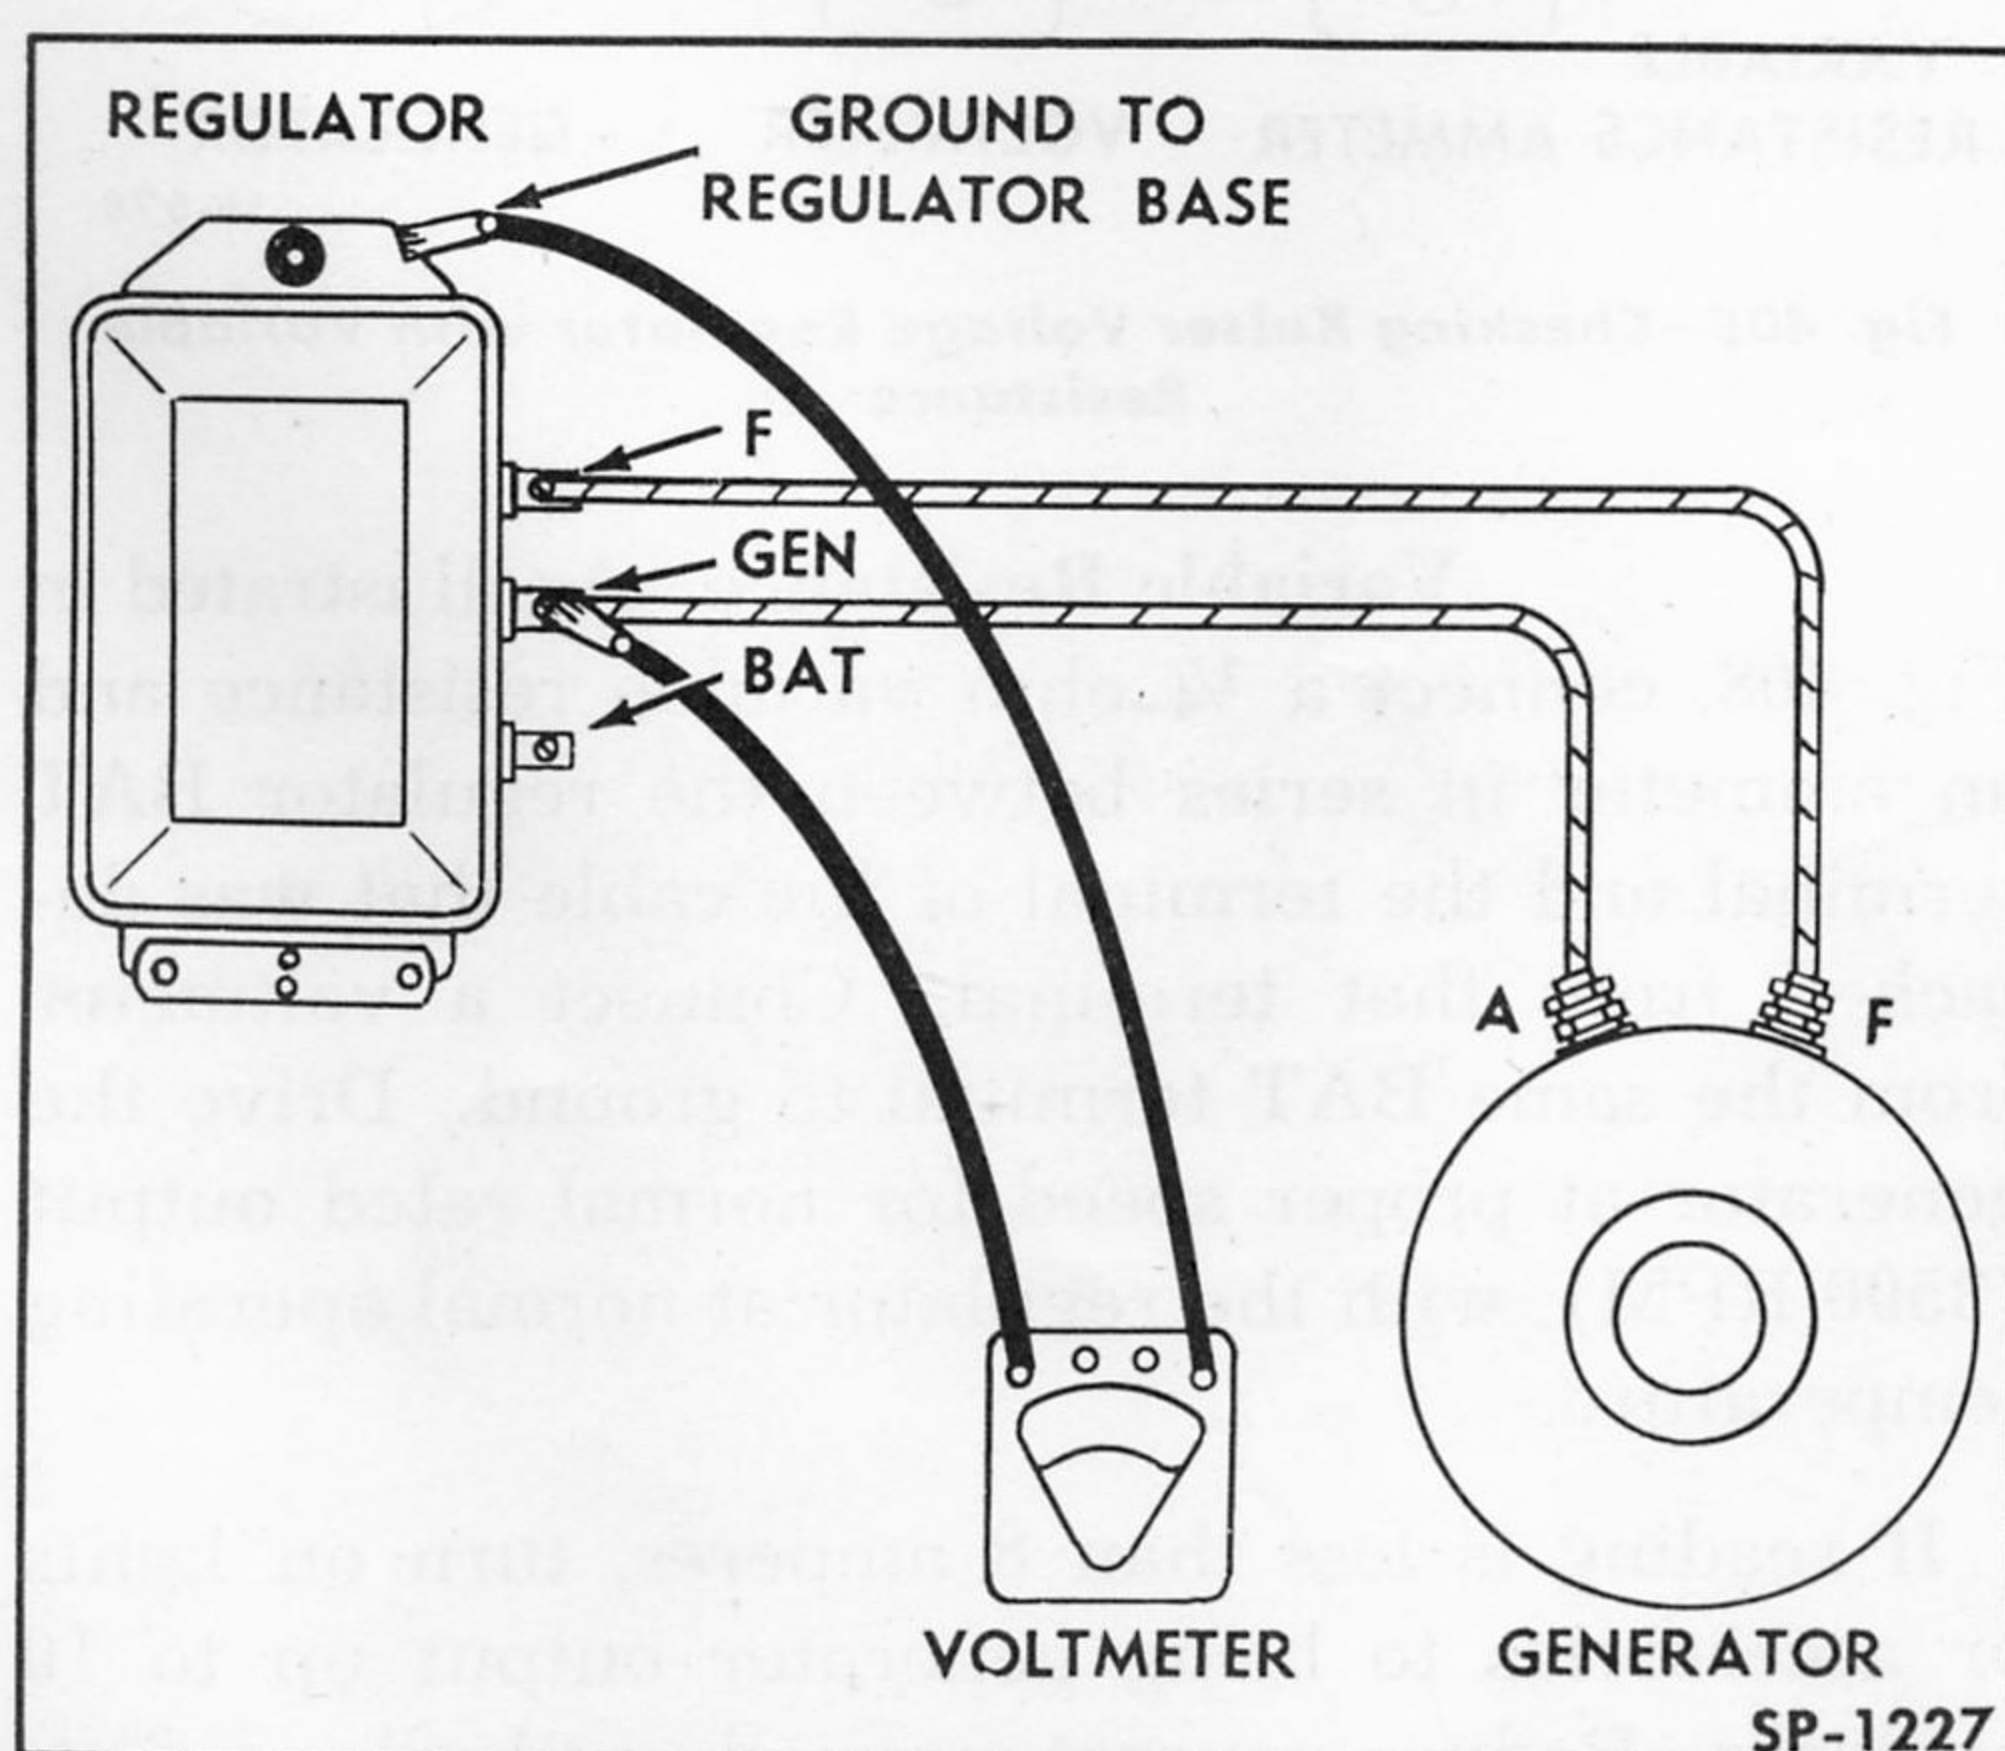 REGULATOR
GROUND TO
REGULATOR BASE
F
GEN
BAT
A
F
VOLTMETER
GENERATOR
SP-1227